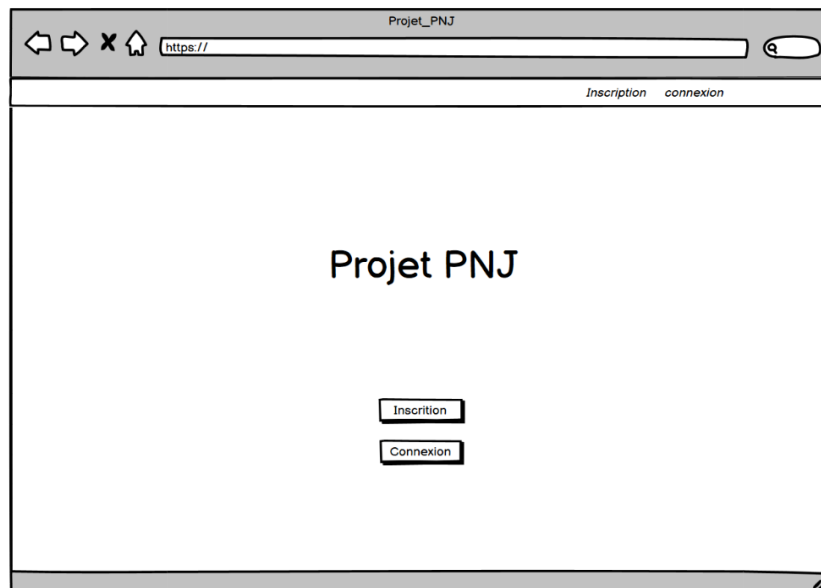 Projet_PNJ
https://
Inscription connexion
Projet PNJ
Inscrition
Connexion